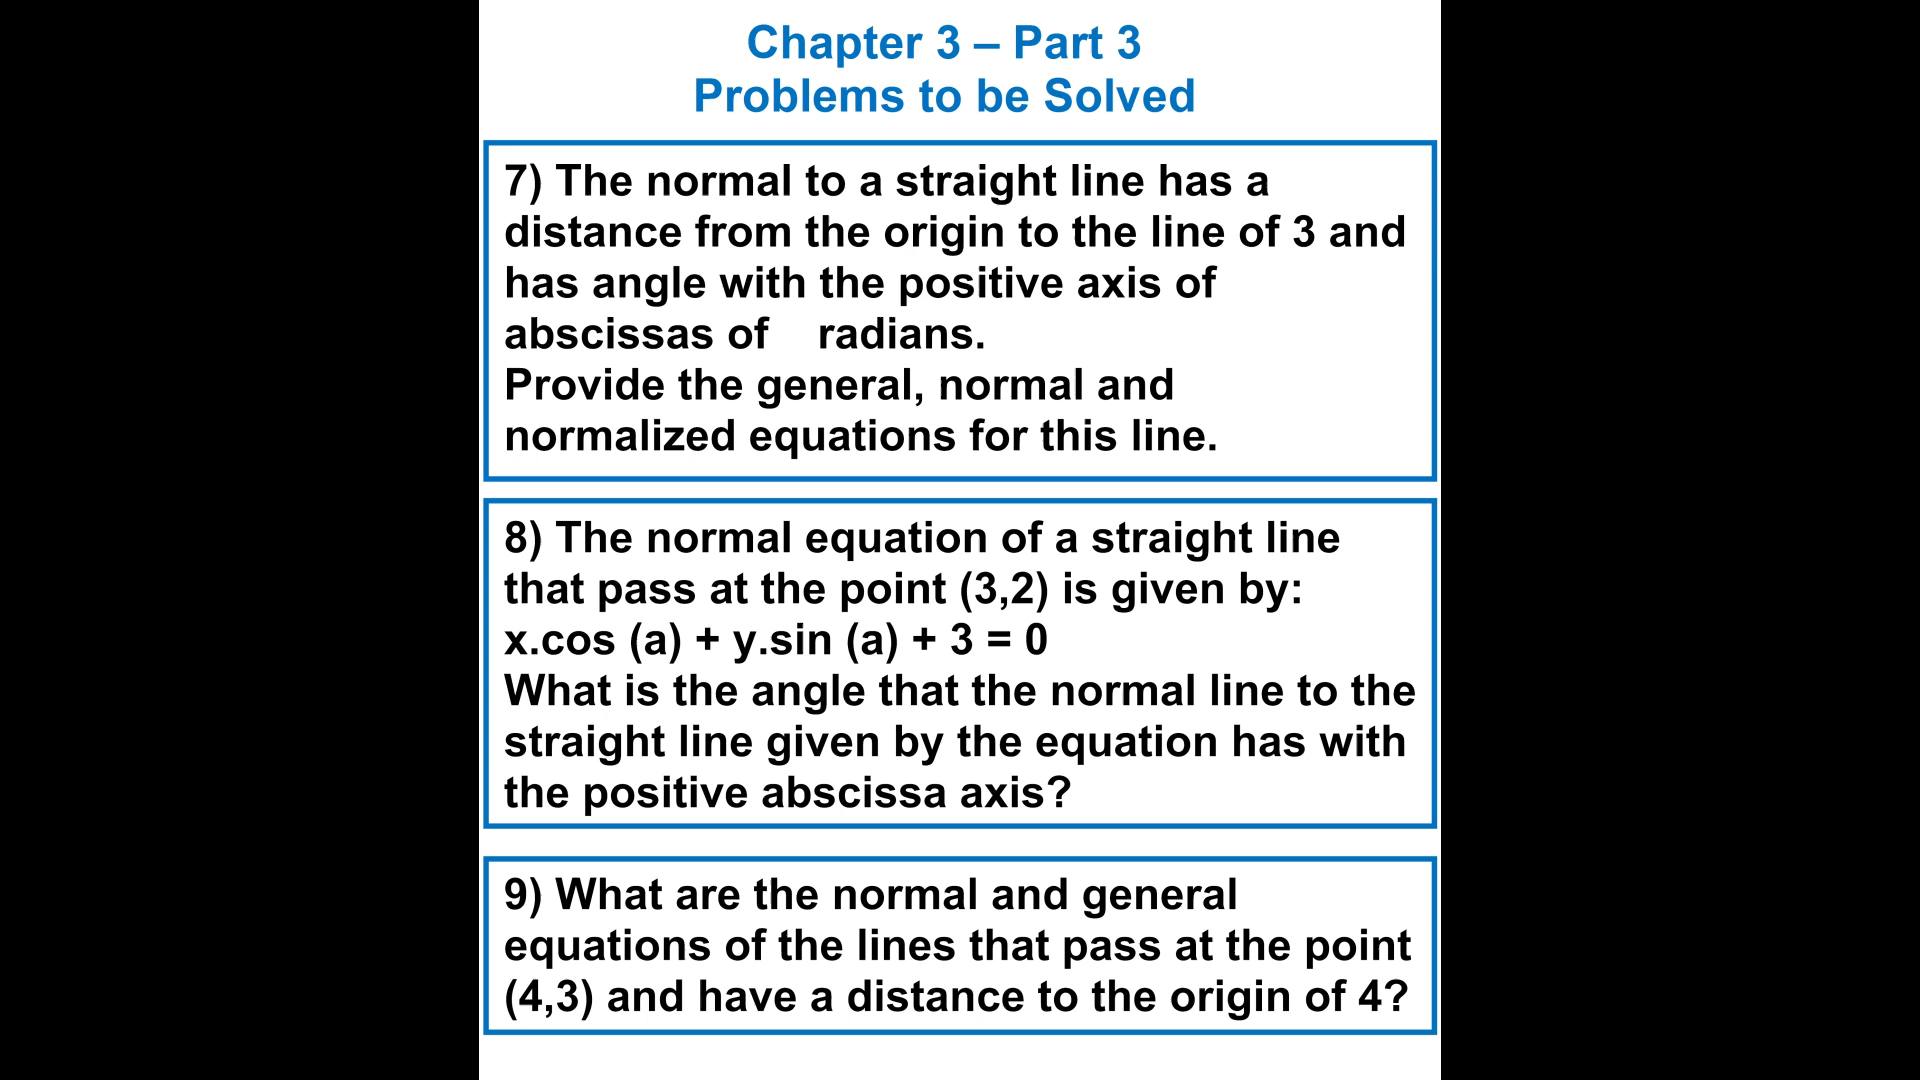 Chapter 3 – Part 3
Problems to be Solved
7) The normal to a straight line has a
distance from the origin to the line of 3 and
has angle with the positive axis of
abscissas of radians.
Provide the general, normal and
normalized equations for this line.
8) The normal equation of a straight line
that pass at the point (3,2) is given by:
x.cos (a) + y.sin (a) + 3 = 0
What is the angle that the normal line to the
straight line given by the equation has with
the positive abscissa axis?
9) What are the normal and general
equations of the lines that pass at the point
(4,3) and have a distance to the origin of 4?